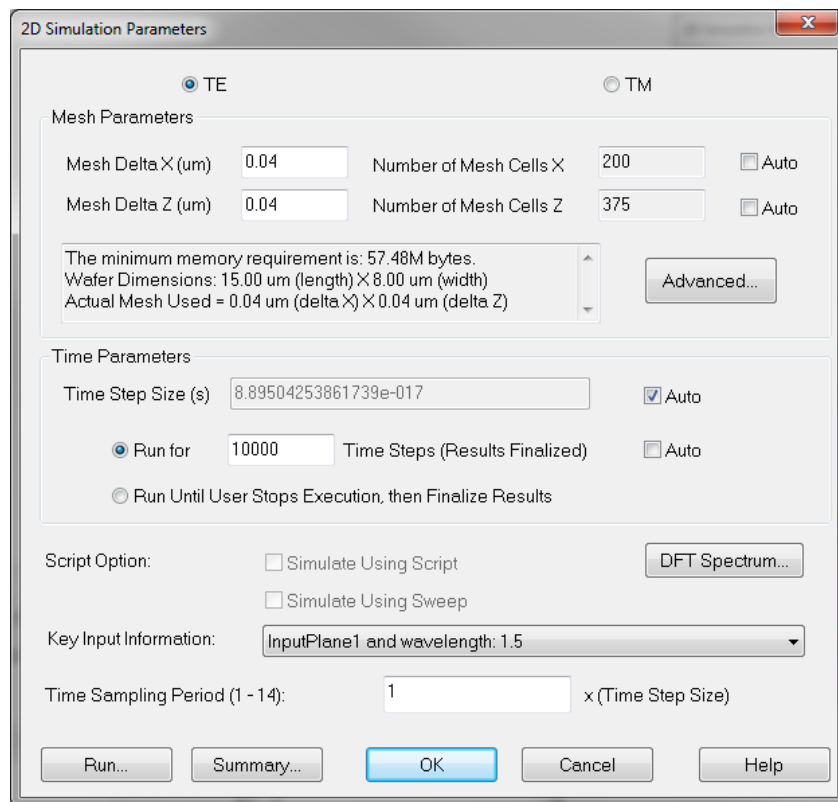 2D Simulation Parameters
TE TM
Mesh Parameters
Mesh Delta X (um) 0.04 Number of Mesh Cells X 200 Auto
Mesh Delta Z (um) 0.04 Number of Mesh Cells Z 375 Auto
The minimum memory requirement is: 57.48M bytes.
Wafer Dimensions: 15.00 um (length) X 8.00 um (width)
Actual Mesh Used = 0.04 um (delta X) X 0.04 um (delta Z)
Advanced...
Time Parameters
Time Step Size (s) 8.89504253861739e-017 Auto
Run for 10000 Time Steps (Results Finalized) Auto
Run Until User Stops Execution, then Finalize Results
Script Option: Simulate Using Script DFT Spectrum...
Simulate Using Sweep
Key Input Information: InputPlane1 and wavelength: 1.5
Time Sampling Period (1 - 14): 1 x (Time Step Size)
Run... Summary... OK Cancel Help